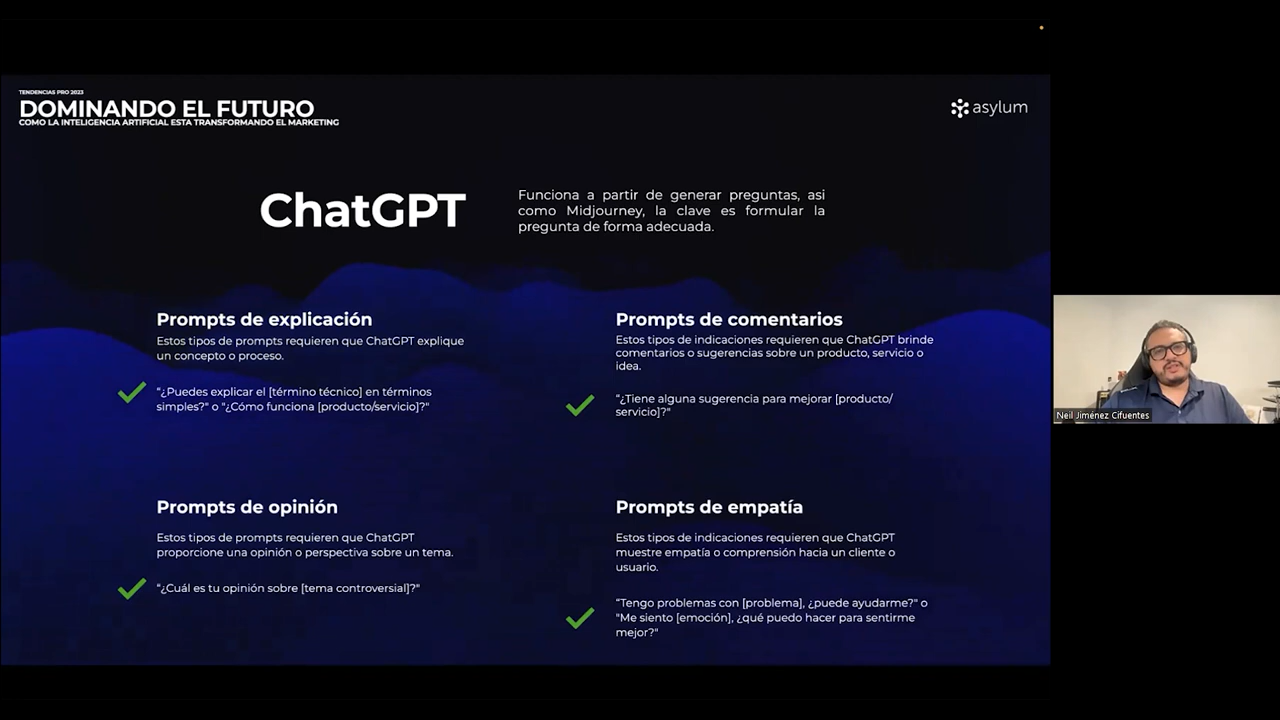 TENDENCIAS PRO 2023
DOMINANDO EL FUTURO
COMO LA INTELIGENCIA ARTIFICIAL ESTA TRANSFORMANDO EL MARKETING
asylum
ChatGPT
Funciona a partir de generar preguntas, asi
como Midjourney, la clave es formular la
pregunta de forma adecuada.
Prompts de explicación
Estos tipos de prompts requieren que ChatGPT explique
un concepto o proceso.
“¿Puedes explicar el [término técnico] en términos
simples?" o "¿Cómo funciona [producto/servicio]?"
Prompts de comentarios
Estos tipos de indicaciones requieren que ChatGPT brinde
comentarios o sugerencias sobre un producto, servicio o
idea.
“¿Tiene alguna sugerencia para mejorar [producto/
servicio]?"
Prompts de opinión
Estos tipos de prompts requieren que ChatGPT
proporcione una opinión o perspectiva sobre un tema.
“¿Cuál es tu opinión sobre [tema controversial]?"
Prompts de empatía
Estos tipos de indicaciones requieren que ChatGPT
muestre empatía o comprensión hacia un cliente o
usuario.
“Tengo problemas con [problema], ¿puede ayudarme?" o
"Me siento [emoción], ¿qué puedo hacer para sentirme
mejor?"
Neil Jiménez Cifuentes